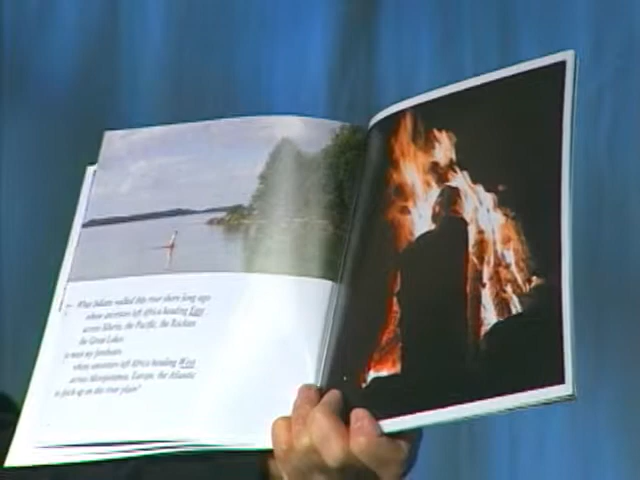 What Indians walked this river shore long ago
whose ancestors left Africa heading East
across Siberia, the Pacific, the Rockies
the Great Lakes
to meet my forebears
whose ancestors left Africa heading West
across Mesopotamia, Europe, the Atlantic
to pick up on the river plain?